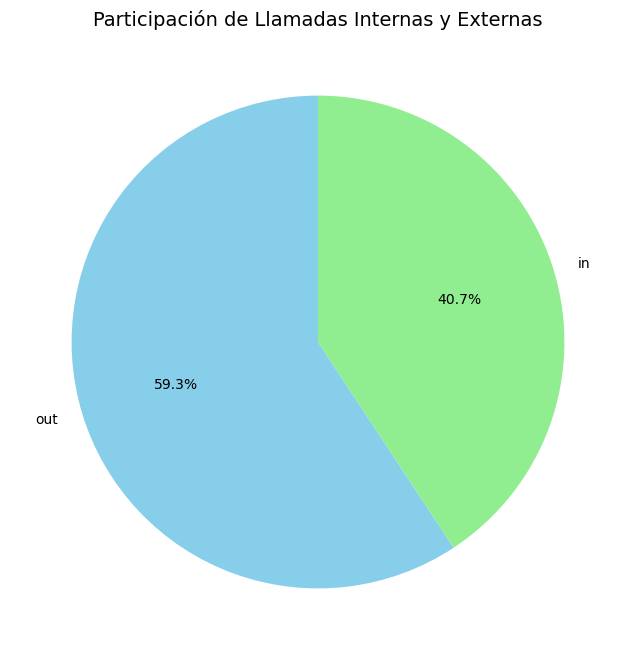 Participación de Llamadas Internas y Externas
in
40.7%
59.3%
out